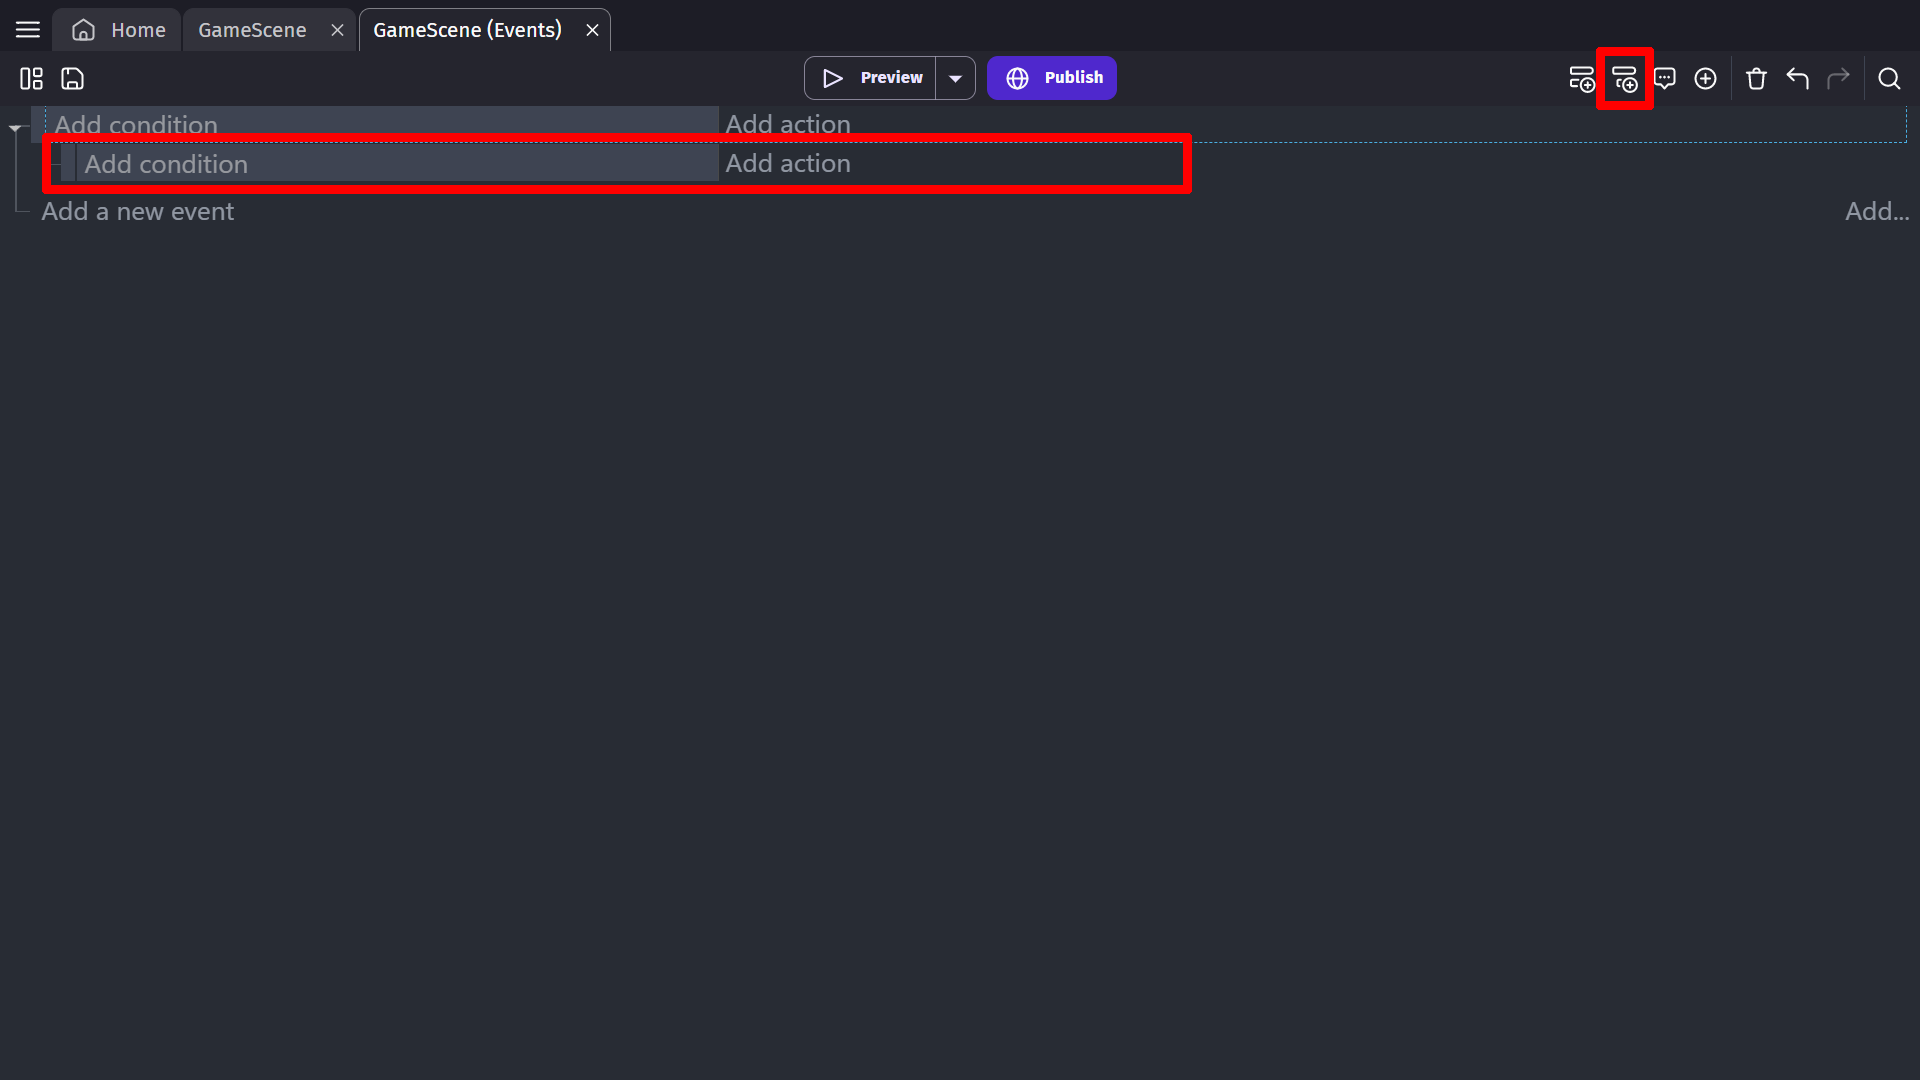 Home GameScene GameScene (Events)
Preview Publish
Add condition Add action
Add condition Add action
Add a new event Add...